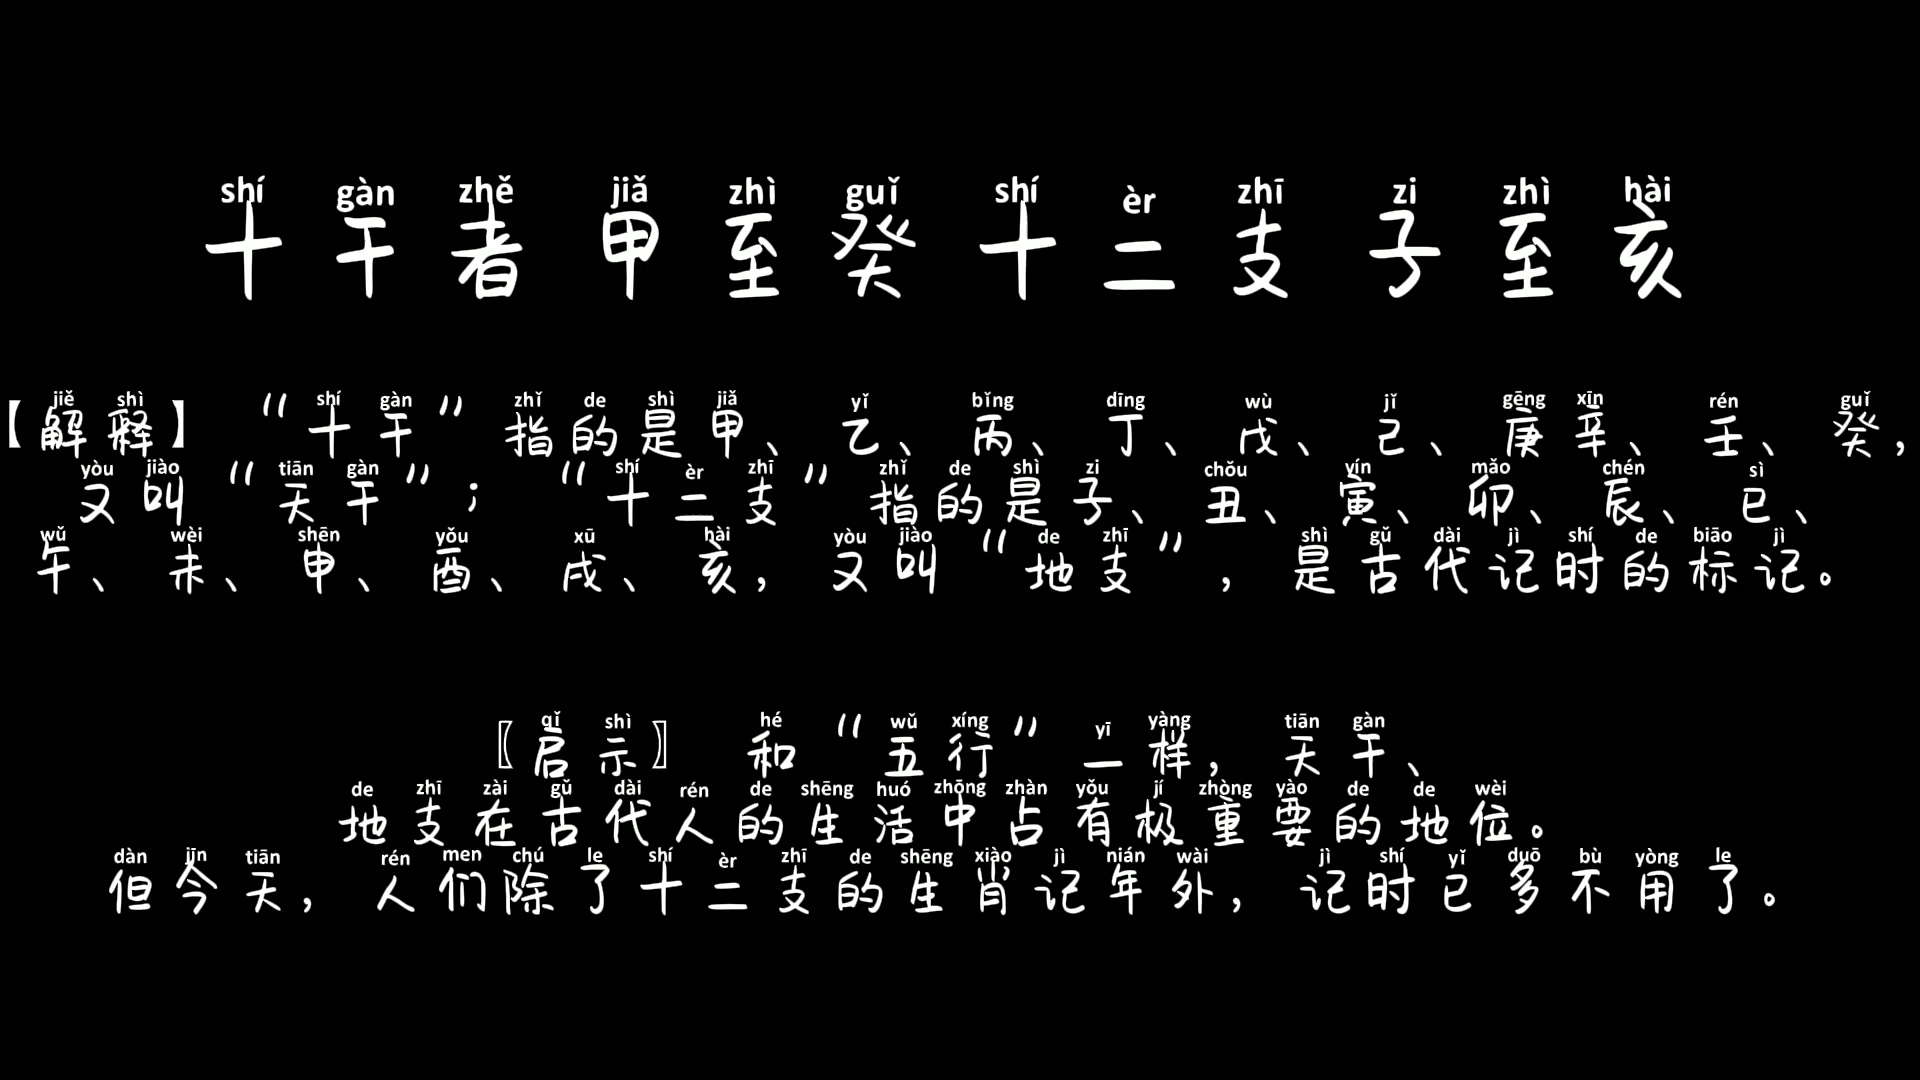 shí gàn zhě jiǎ zhì guǐ shí èr zhī zi zhì hài
十干者甲至癸十二支子至亥
jiě shì shí gàn zhǐ de shì jiǎ yǐ bǐng dīng wù jǐ gēng xīn rén guǐ
【解释】 “十干”指的是甲、乙、丙、丁、戊、己、庚辛、壬、癸,
yòu jiào tiān gàn shí èr zhī zhǐ de shì zi chǒu yín mǎo chén sì
又叫“天干”; “十二支”指的是子、丑、寅、卯、辰、巳、
wǔ wèi shēn yǒu xū hài yòu jiào de zhī shì gǔ dài jì shí de biāo jì
午、未、申、酉、戌、亥,又叫“地支”,是古代记时的标记。
qǐ shì hé wǔ xíng yī yàng tiān gàn
〖启示〗 和“五行”一样,天干、
de zhī zài gǔ dài rén de shēng huó zhōng zhàn yǒu jí zhòng yào de de wèi
地支在古代人的生活中占有极重要的地位。
dàn jīn tiān rén men chú le shí èr zhī de shēng xiào jì nián wài jì shí yǐ duō bù yòng le
但今天,人们除了十二支的生肖记年外,记时已多不用了。